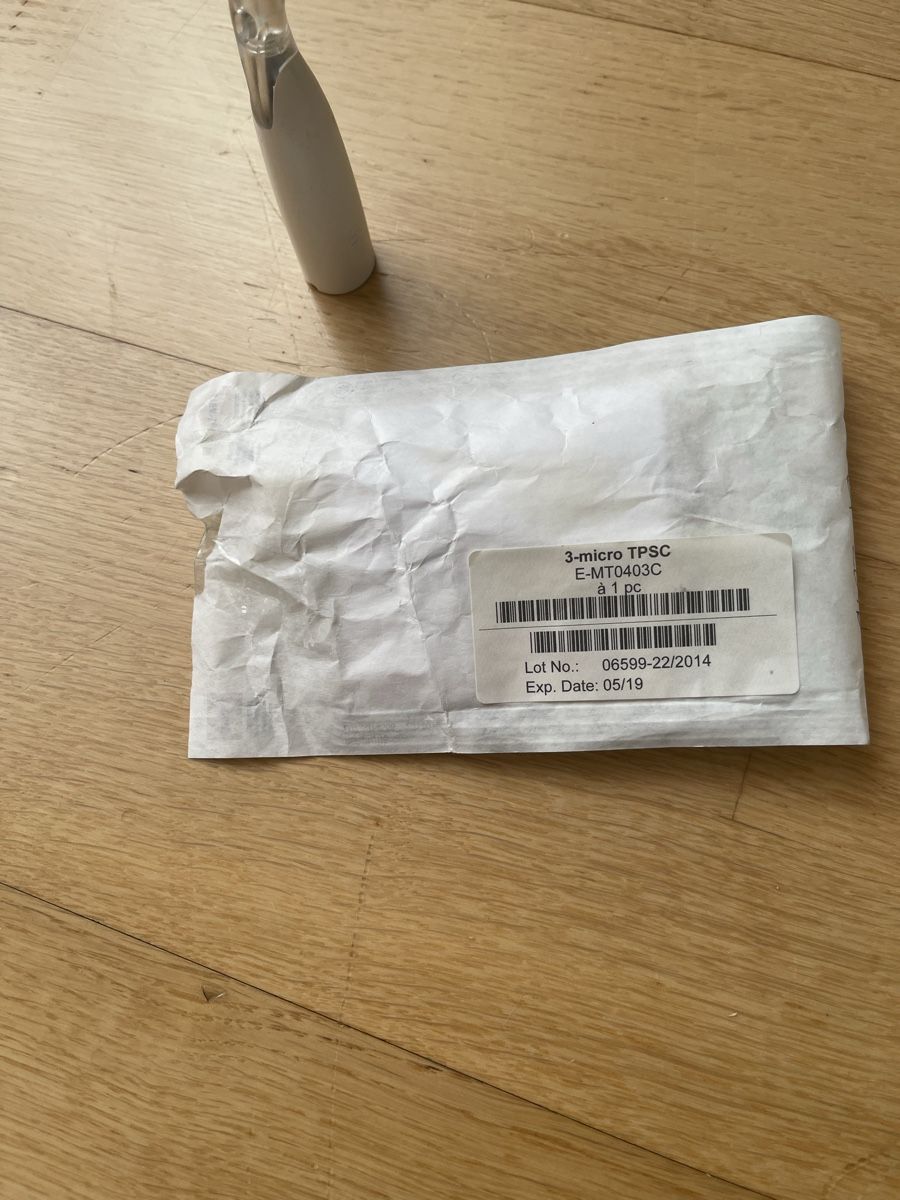 3-micro TPSC
E-MT0403C
à 1 pc
Lot No.: 06599-22/2014
Exp. Date: 05/19